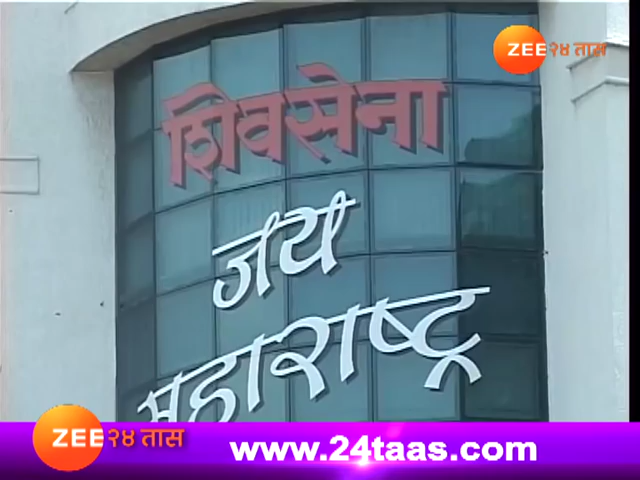 ZEE २४ तास
शिवसेना
जय
महाराष्ट्र
ZEE २४ तास
www.24taas.com